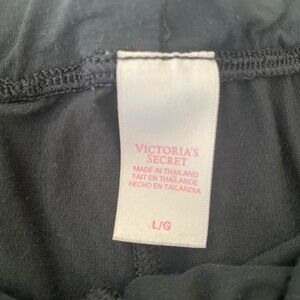 VICTORIA'S
SECRET
MADE IN THAILAND
FAIT EN THAÏLANDE
HECHO EN TAILANDIA
L/G